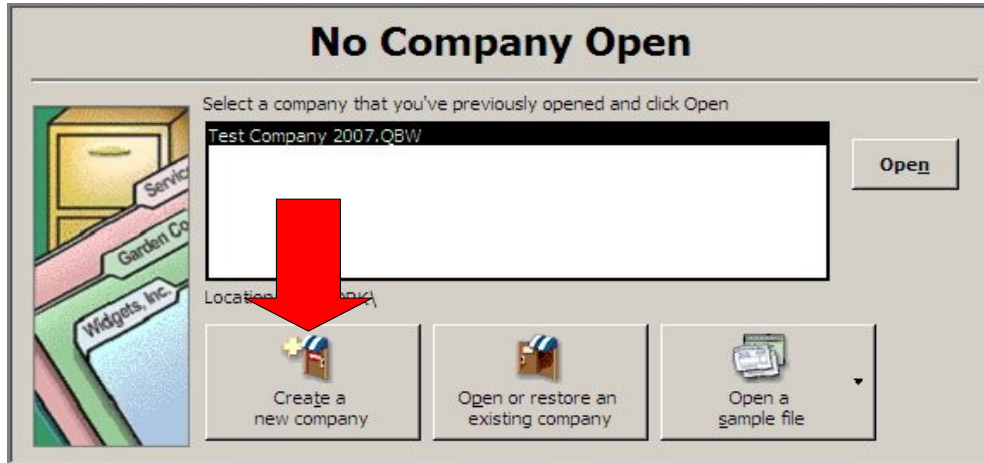 No Company Open
Select a company that you've previously opened and click Open
Test Company 2007.QBW
Open
Services
Garden Co
Widgets, Inc.
Location
Create a
new company
Open or restore an
existing company
Open a
sample file